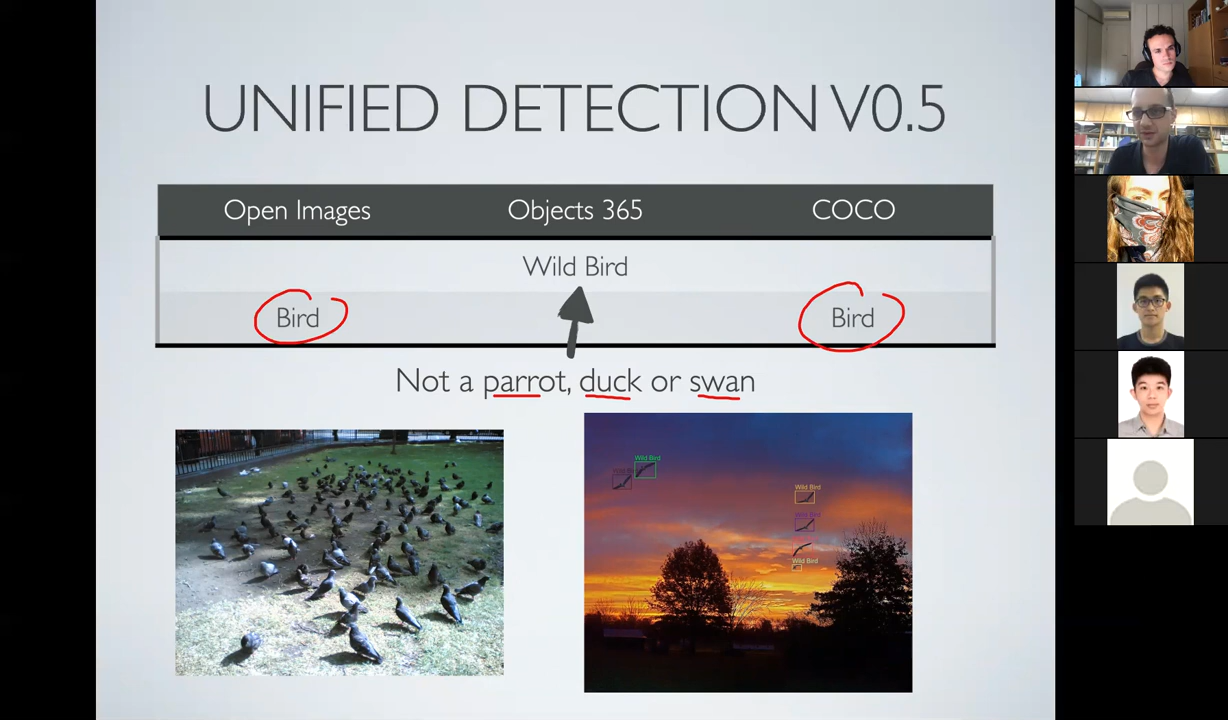 UNIFIED DETECTION V0.5
Open Images Objects 365 COCO
Wild Bird
Bird Bird
Not a parrot, duck or swan
Wild Bird
Wild Bird
Wild Bird
Wild Bird